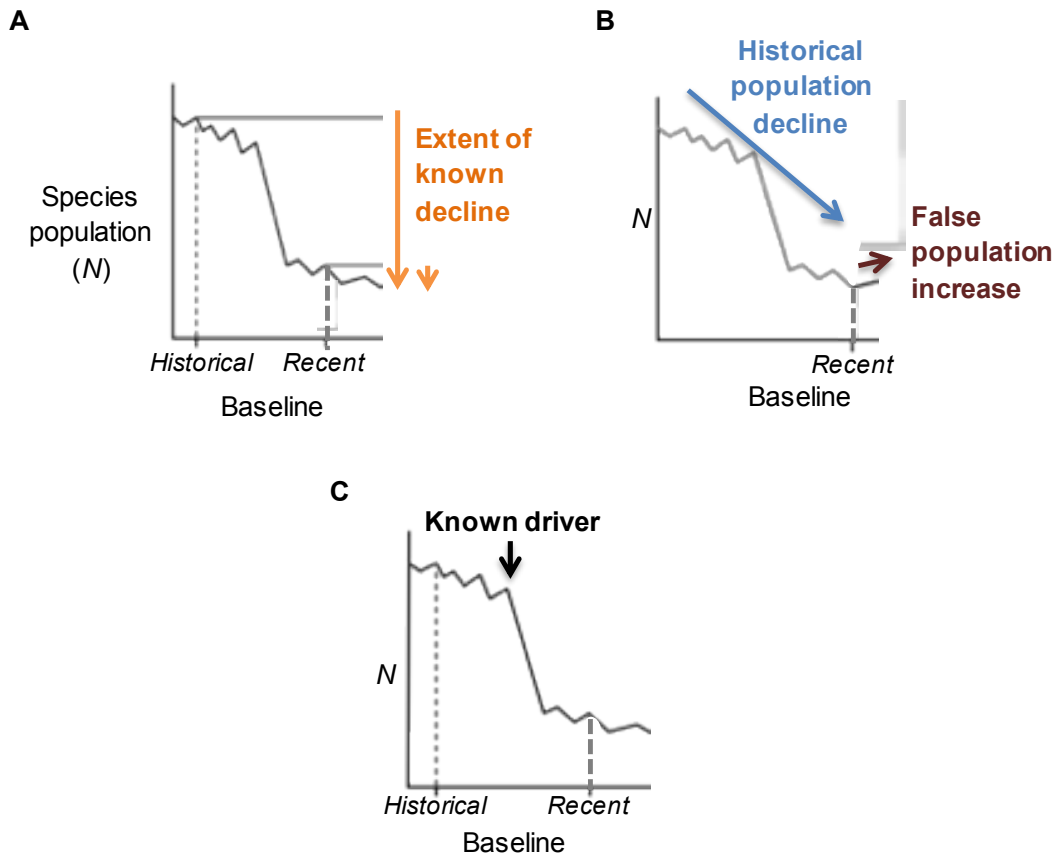 A
Species
population
(N)
Extent of
known
decline
Historical
Recent
Baseline
B
Historical
population
decline
N
False
population
increase
Recent
Baseline
C
Known driver
N
Historical
Recent
Baseline